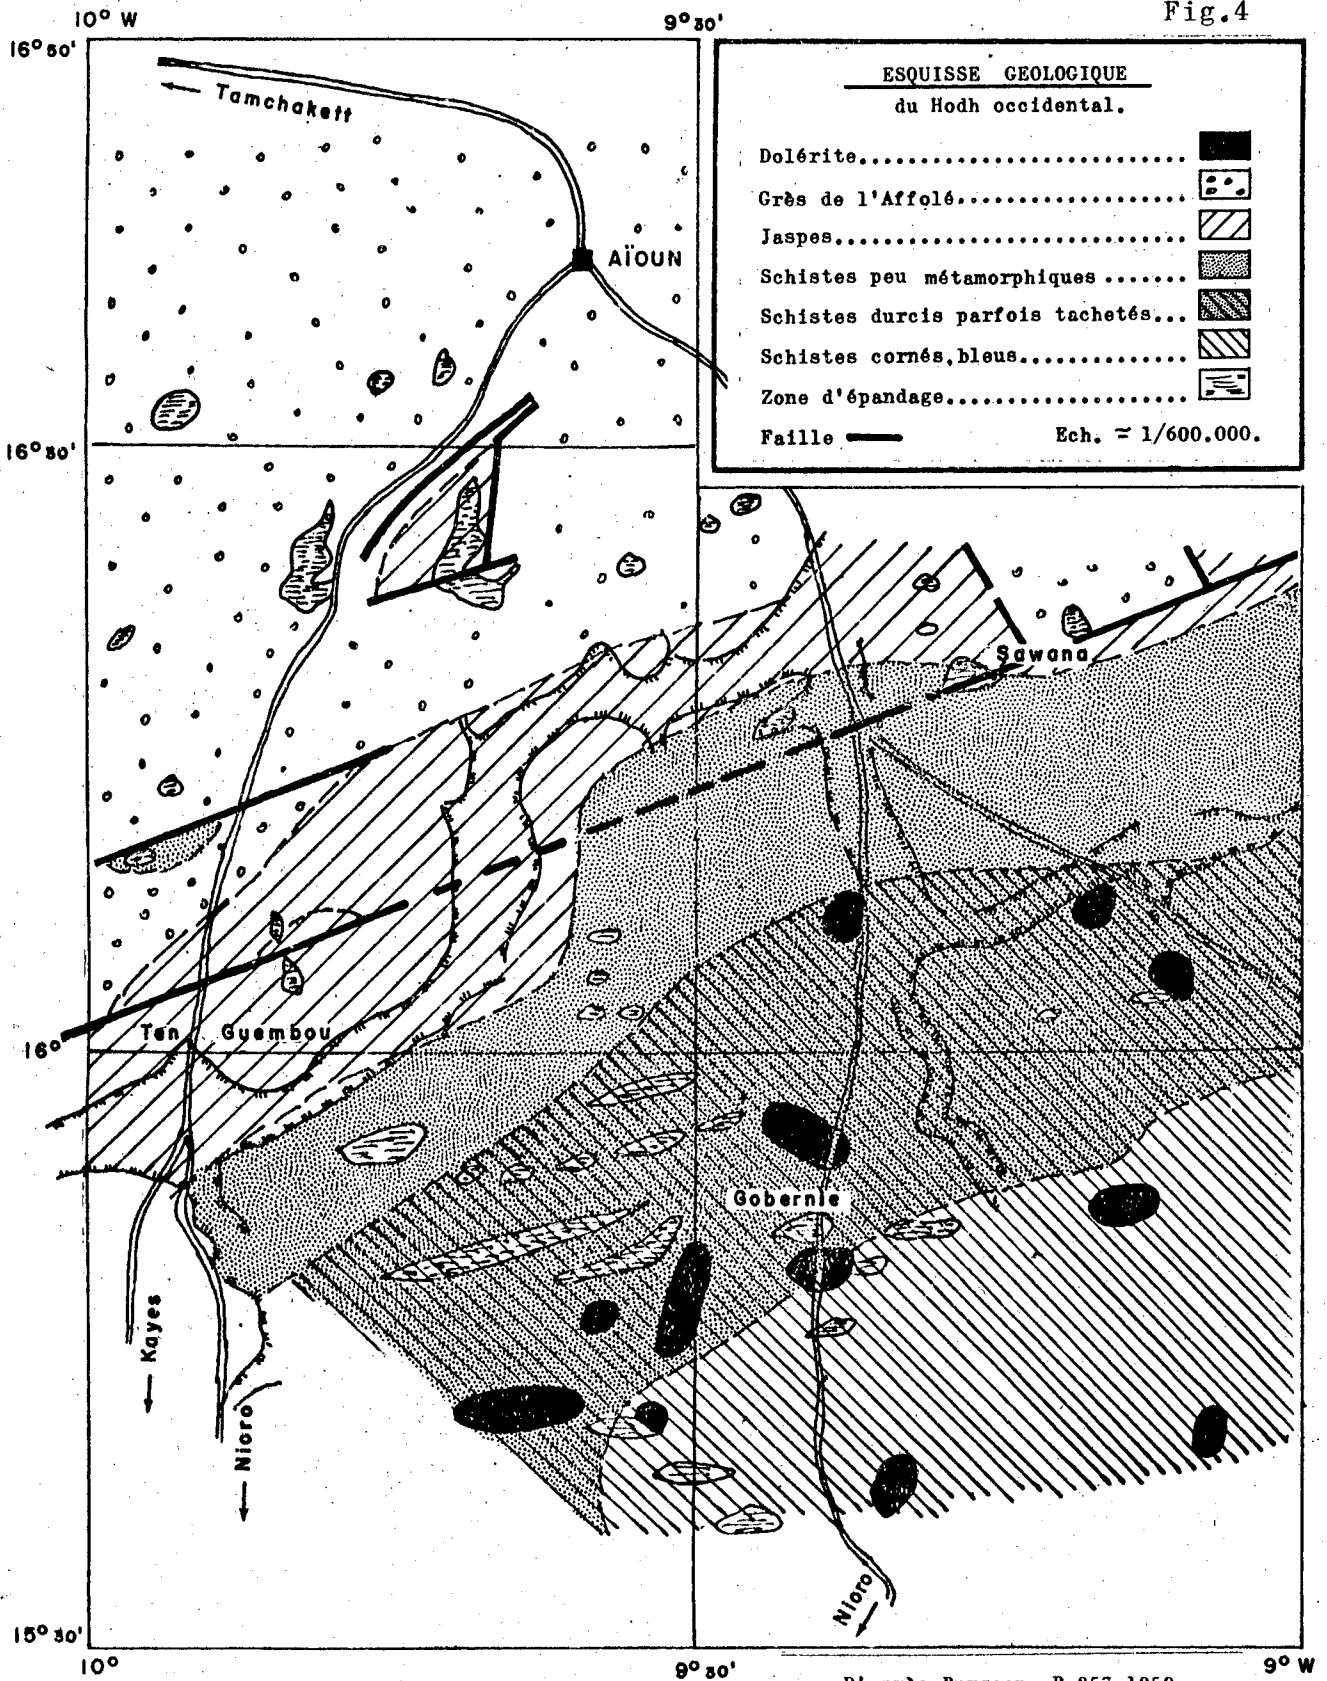 Fig.4
10° W
9°30'
16°50'
Tamchakett
ESQUISSE GEOLOGIQUE
du Hodh occidental.
Dolérite
Grès de l'Affolé
Jaspes
Schistes peu métamorphiques
Schistes durcis parfois tachetés
Schistes cornés, bleus
Zone d'épandage
Faille
Ech. ≃ 1/600.000.
AÏOUN
16°30'
Sawana
Ten Guembou
16°
Gobernie
Kayes
Nioro
Nioro
15°30'
10°
9°30'
9° W